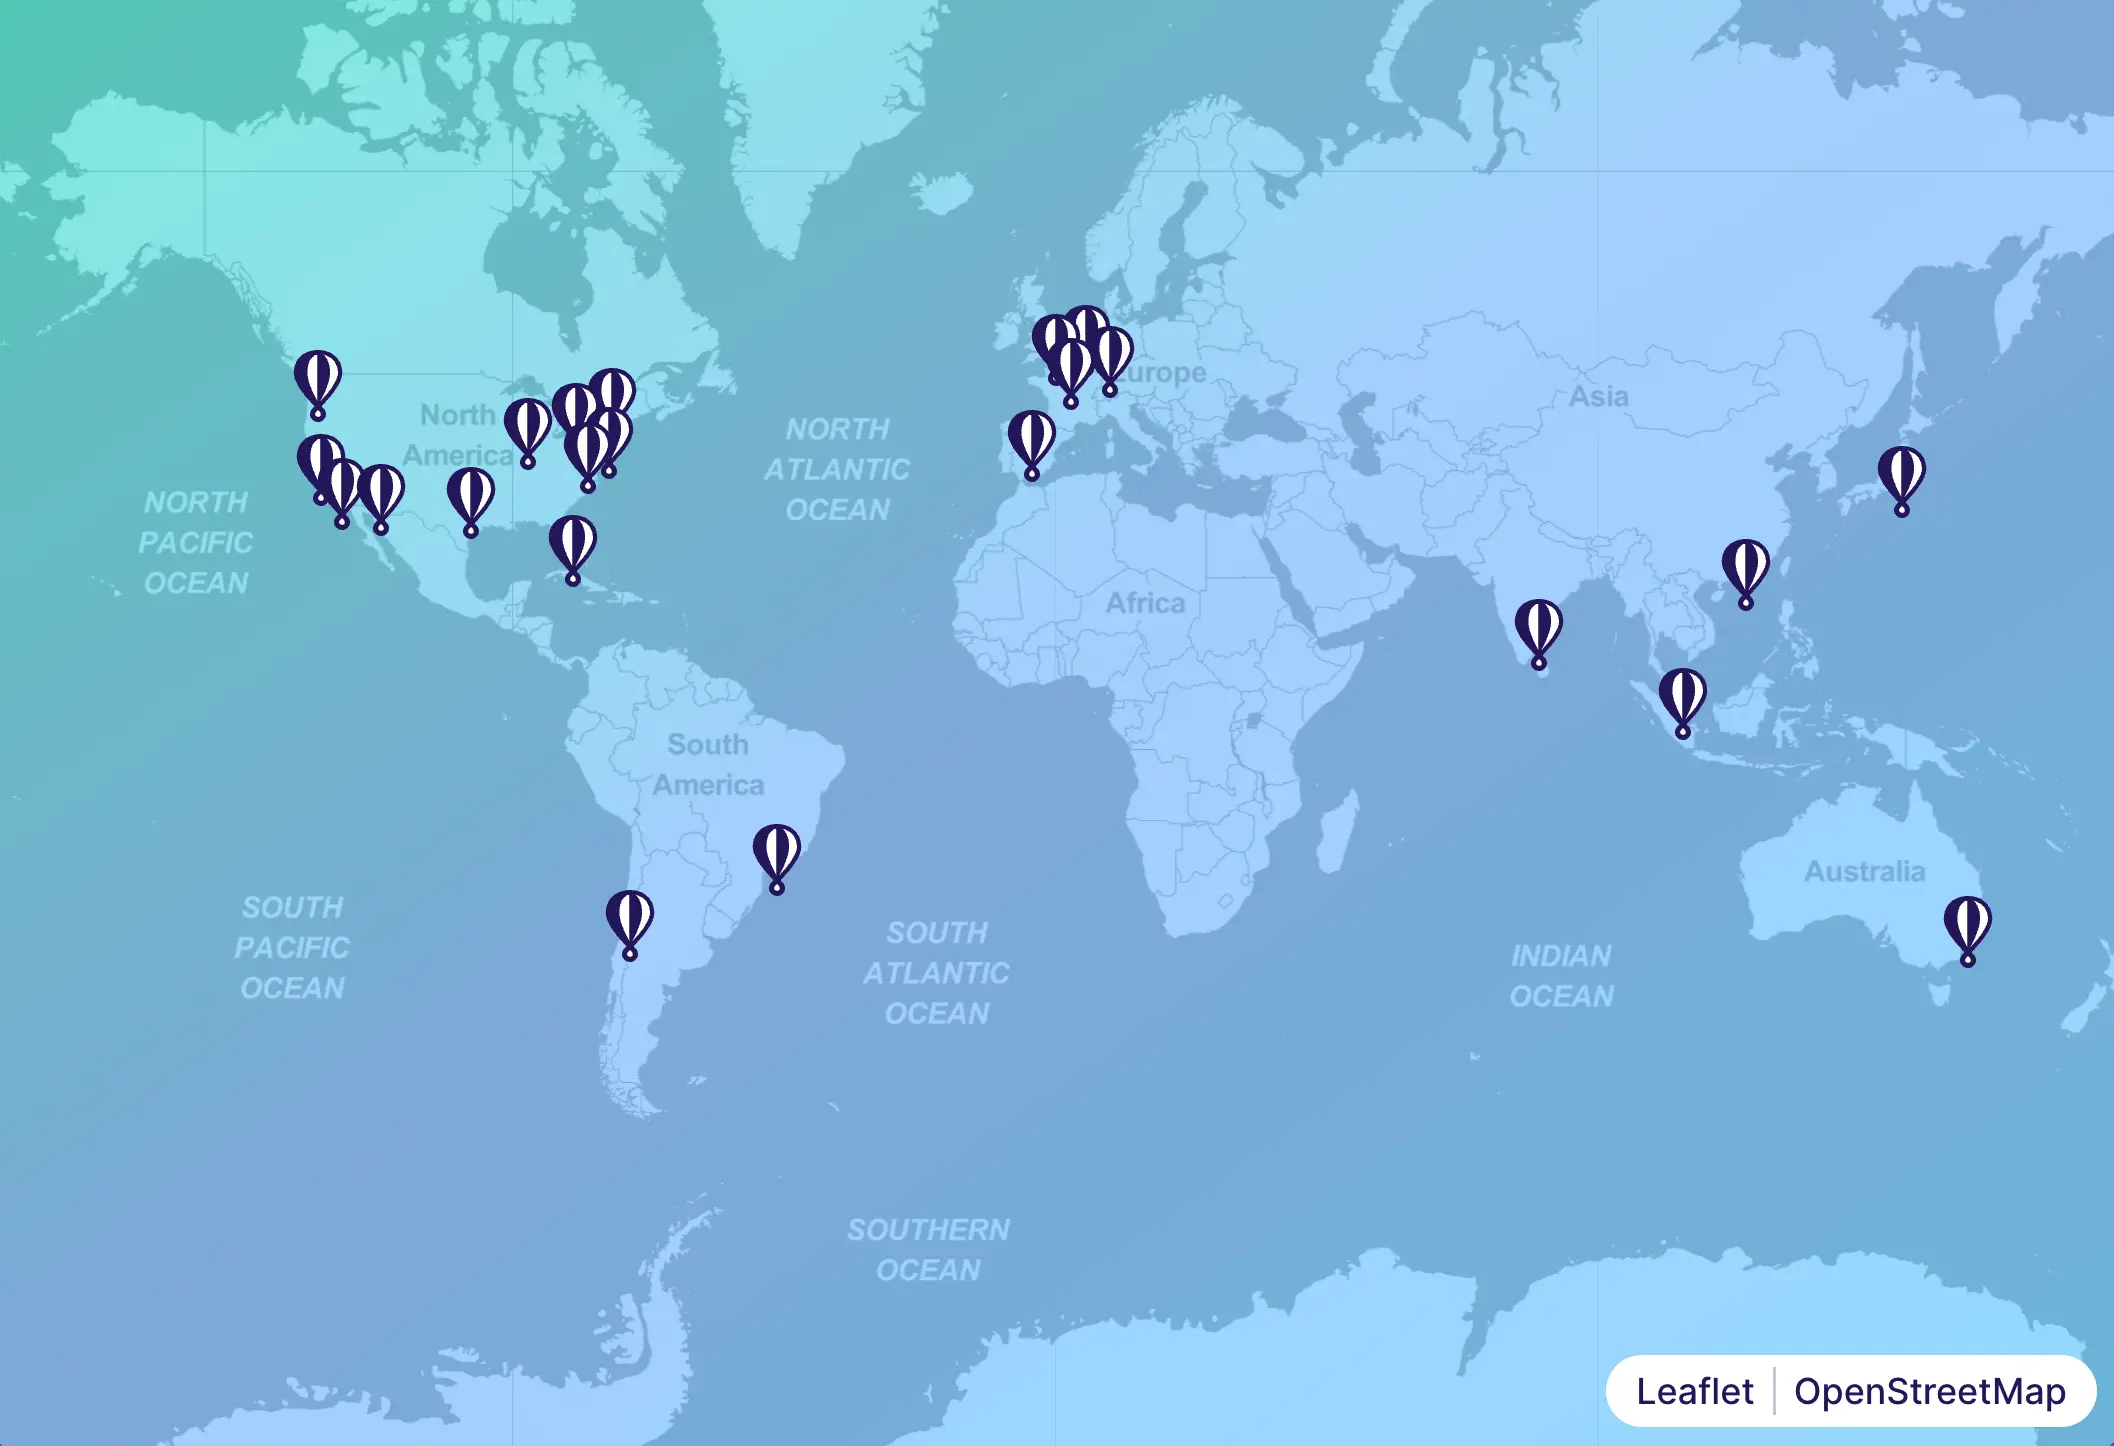 North
America
NORTH
PACIFIC
OCEAN
NORTH
ATLANTIC
OCEAN
Europe
Asia
Africa
South
America
Australia
SOUTH
PACIFIC
OCEAN
SOUTH
ATLANTIC
OCEAN
INDIAN
OCEAN
SOUTHERN
OCEAN
Leaflet | OpenStreetMap